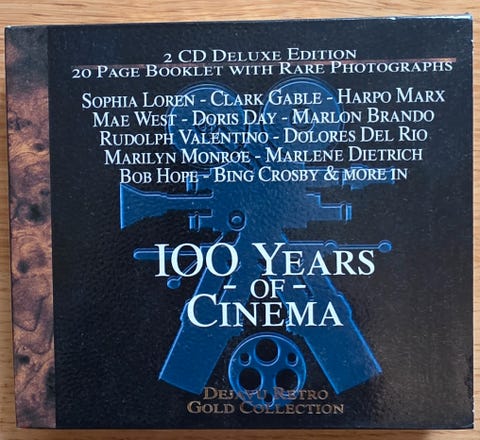 2 CD Deluxe Edition
20 Page Booklet with Rare Photographs
Sophia Loren - Clark Gable - Harpo Marx
Mae West - Doris Day - Marlon Brando
Rudolph Valentino - Dolores Del Rio
Marilyn Monroe - Marlene Dietrich
Bob Hope - Bing Crosby & more in
100 Years
- of -
Cinema
Dejavu Retro
Gold Collection